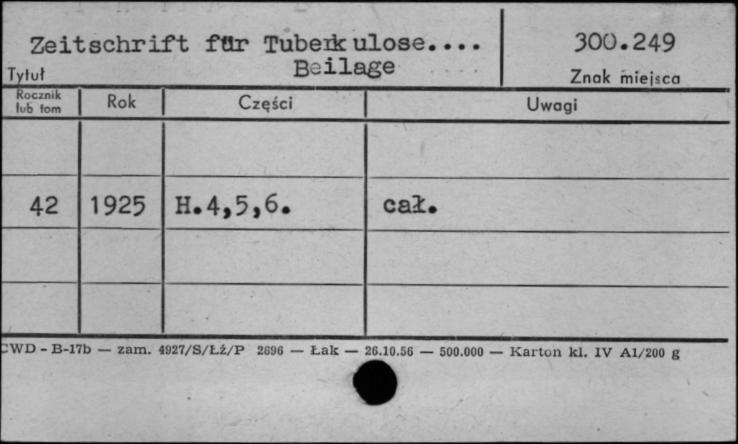 Zeitschrift für Tuberkulose.... 300.249
Tytuł Beilage Znak miejsca
Rocznik lub tom Rok Części Uwagi
42 1925 H.4,5,6. cał.
CWD - B-17b — zam. 4927/S/Łź/P 2696 — Łak — 26.10.56 — 500.000 — Karton kl. IV A1/200 g